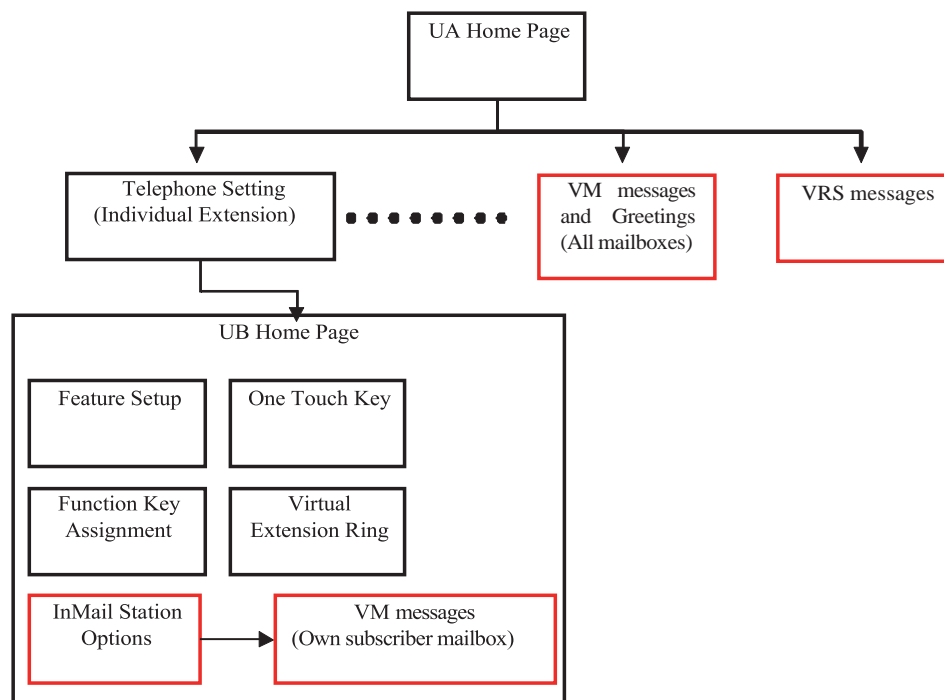 UA Home Page
Telephone Setting
(Individual Extension)
VM messages
and Greetings
(All mailboxes)
VRS messages
UB Home Page
Feature Setup
One Touch Key
Function Key
Assignment
Virtual
Extension Ring
InMail Station
Options
VM messages
(Own subscriber mailbox)